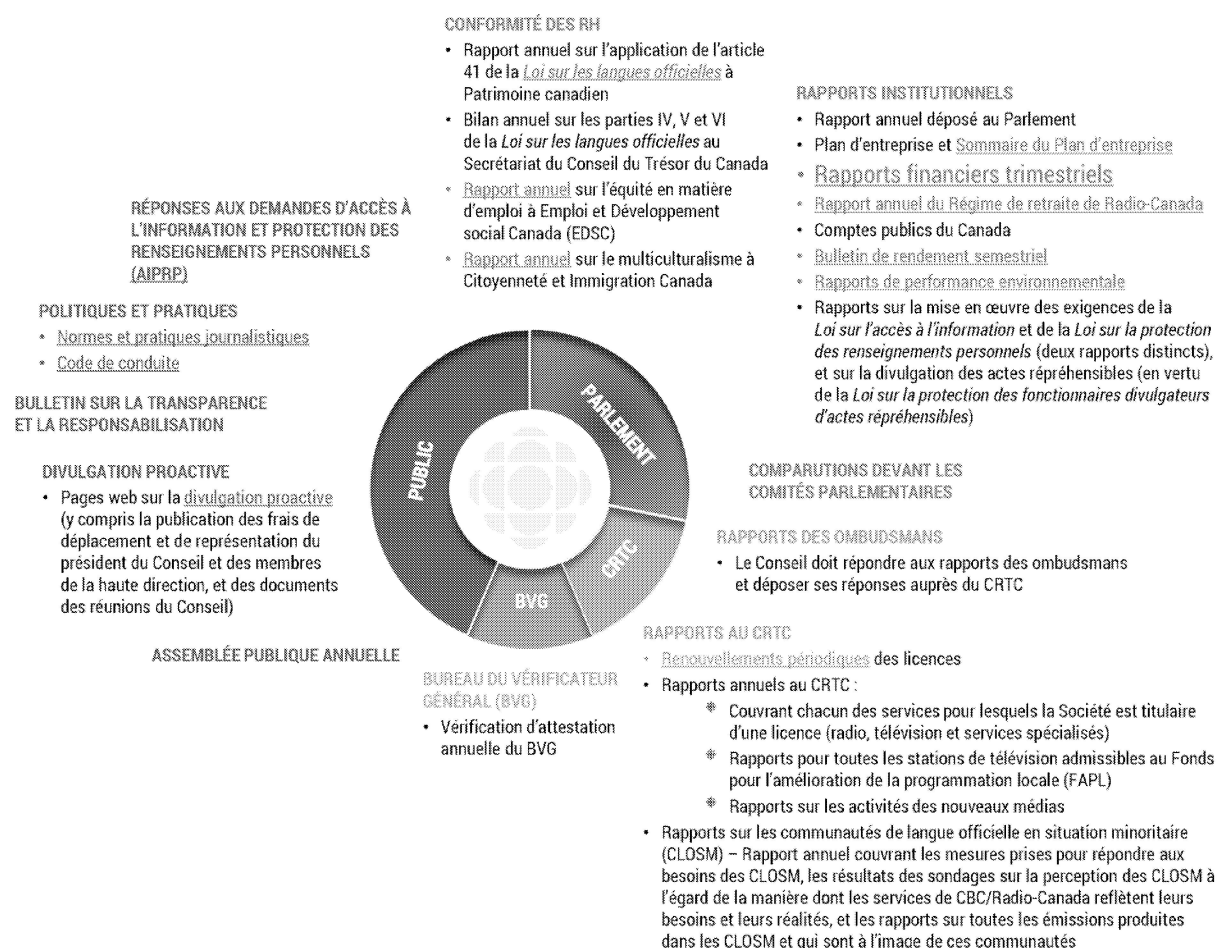 CONFORMITÉ DES RH
• Rapport annuel sur l'application de l'article
41 de la Loi sur les langues officielles à
Patrimoine canadien
• Bilan annuel sur les parties IV, V et VI
de la Loi sur les langues officielles au
Secrétariat du Conseil du Trésor du Canada
• Rapport annuel sur l'équité en matière
d'emploi à Emploi et Développement
social Canada (EDSC)
• Rapport annuel sur le multiculturalisme à
Citoyenneté et Immigration Canada
RAPPORTS INSTITUTIONNELS
• Rapport annuel déposé au Parlement
• Plan d'entreprise et Sommaire du Plan d'entreprise
• Rapports financiers trimestriels
• Rapport annuel du Régime de retraite de Radio-Canada
• Comptes publics du Canada
• Bulletin de rendement semestriel
• Rapports de performance environnementale
• Rapports sur la mise en œuvre des exigences de la
Loi sur l'accès à l'information et de la Loi sur la protection
des renseignements personnels (deux rapports distincts),
et sur la divulgation des actes répréhensibles (en vertu
de la Loi sur la protection des fonctionnaires divulgateurs
d'actes répréhensibles)
RÉPONSES AUX DEMANDES D'ACCÈS À
L'INFORMATION ET PROTECTION DES
RENSEIGNEMENTS PERSONNELS
(AIPRP)
POLITIQUES ET PRATIQUES
• Normes et pratiques journalistiques
• Code de conduite
BULLETIN SUR LA TRANSPARENCE
ET LA RESPONSABILISATION
DIVULGATION PROACTIVE
• Pages web sur la divulgation proactive
(y compris la publication des frais de
déplacement et de représentation du
président du Conseil et des membres
de la haute direction, et des documents
des réunions du Conseil)
ASSEMBLÉE PUBLIQUE ANNUELLE
PUBLIC
PARLEMENT
CRTC
BVG
COMPARUTIONS DEVANT LES
COMITÉS PARLEMENTAIRES
RAPPORTS DES OMBUDSMANS
• Le Conseil doit répondre aux rapports des ombudsmans
et déposer ses réponses auprès du CRTC
BUREAU DU VÉRIFICATEUR
GÉNÉRAL (BVG)
• Vérification d'attestation
annuelle du BVG
RAPPORTS AU CRTC
• Renouvellements périodiques des licences
• Rapports annuels au CRTC :
Couvrant chacun des services pour lesquels la Société est titulaire
d'une licence (radio, télévision et services spécialisés)
Rapports pour toutes les stations de télévision admissibles au Fonds
pour l'amélioration de la programmation locale (FAPL)
Rapports sur les activités des nouveaux médias
• Rapports sur les communautés de langue officielle en situation minoritaire
(CLOSM) – Rapport annuel couvrant les mesures prises pour répondre aux
besoins des CLOSM, les résultats des sondages sur la perception des CLOSM à
l'égard de la manière dont les services de CBC/Radio-Canada reflètent leurs
besoins et leurs réalités, et les rapports sur toutes les émissions produites
dans les CLOSM et qui sont à l'image de ces communautés